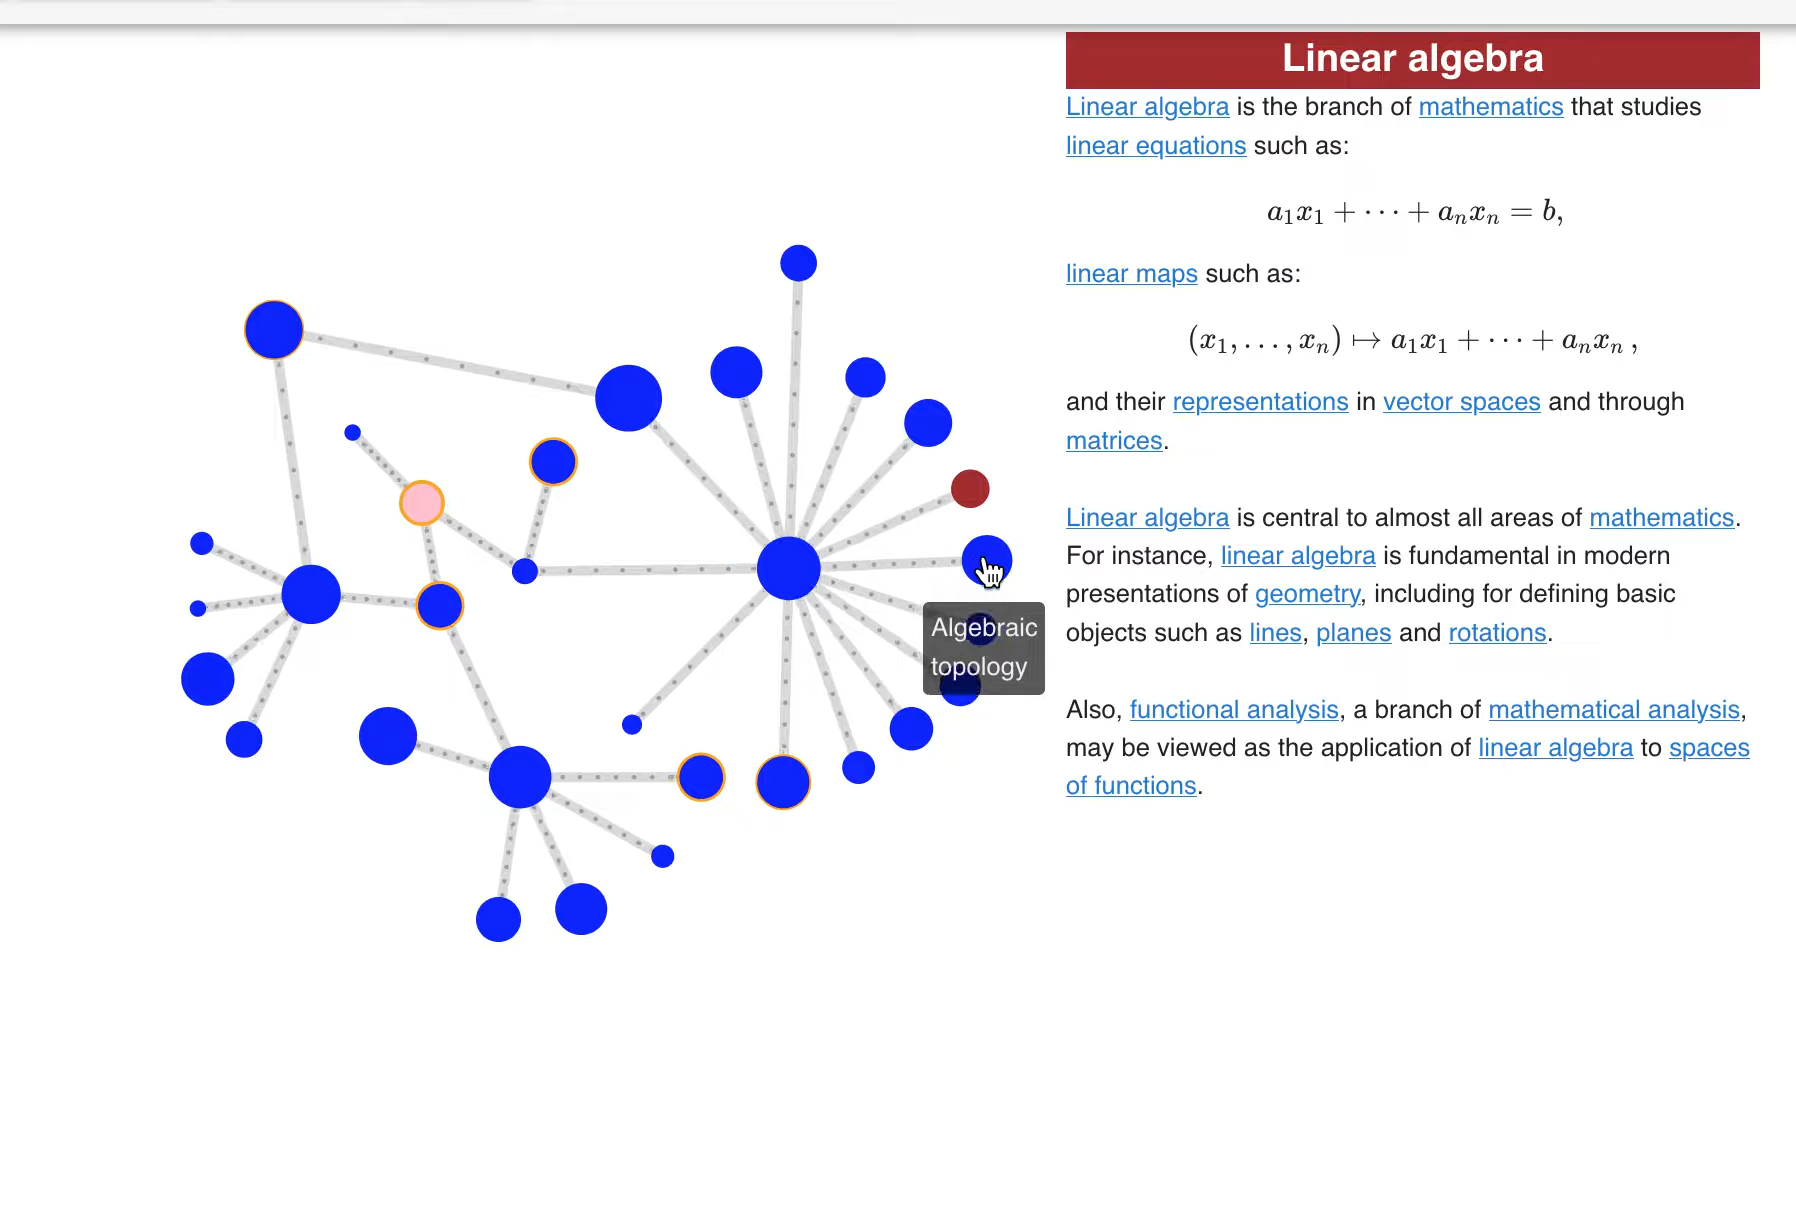 Linear algebra
Linear algebra is the branch of mathematics that studies
linear equations such as:
a₁x₁ + ⋯ + aₙxₙ = b,
linear maps such as:
(x₁, …, xₙ) ↦ a₁x₁ + ⋯ + aₙxₙ ,
and their representations in vector spaces and through
matrices.
Linear algebra is central to almost all areas of mathematics.
For instance, linear algebra is fundamental in modern
presentations of geometry, including for defining basic
objects such as lines, planes and rotations.
Also, functional analysis, a branch of mathematical analysis,
may be viewed as the application of linear algebra to spaces
of functions.
Algebraic
topology